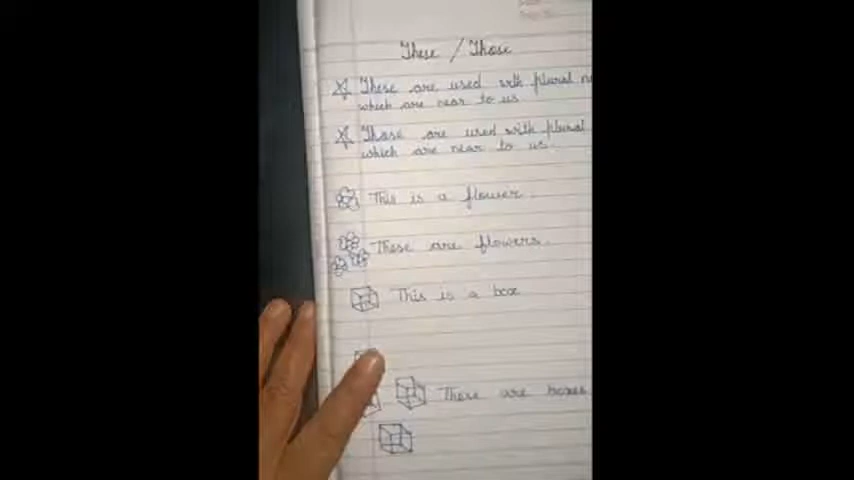 These / Those
These are used with plural
which are near to us
Those are used with plural
which are near to us.
This is a flower.
These are flowers.
This is a box
These are boxes